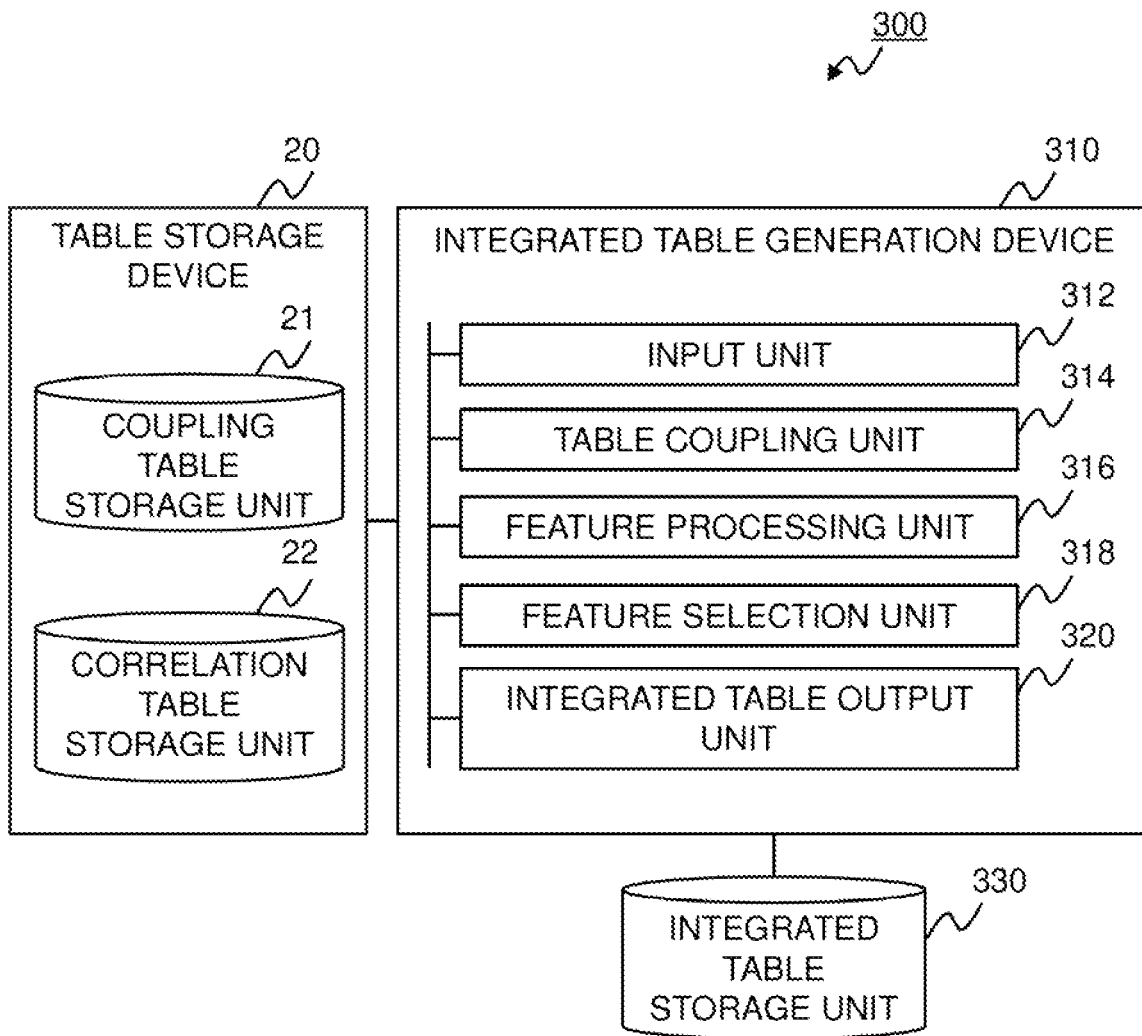 300
20
310
TABLE STORAGE
DEVICE
INTEGRATED TABLE GENERATION DEVICE
21
COUPLING
TABLE
STORAGE UNIT
22
CORRELATION
TABLE
STORAGE UNIT
312
INPUT UNIT
314
TABLE COUPLING UNIT
316
FEATURE PROCESSING UNIT
318
FEATURE SELECTION UNIT
320
INTEGRATED TABLE OUTPUT
UNIT
330
INTEGRATED
TABLE
STORAGE UNIT